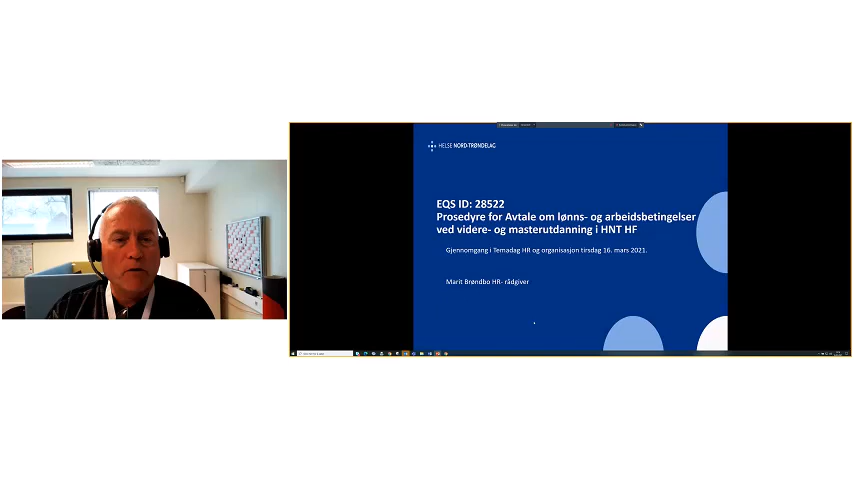 HELSE NORD-TRØNDELAG
EQS ID: 28522
Prosedyre for Avtale om lønns- og arbeidsbetingelser
ved videre- og masterutdanning i HNT HF
Gjennomgang i Temadag HR og organisasjon tirsdag 16. mars 2021.
Marit Brøndbo HR- rådgiver